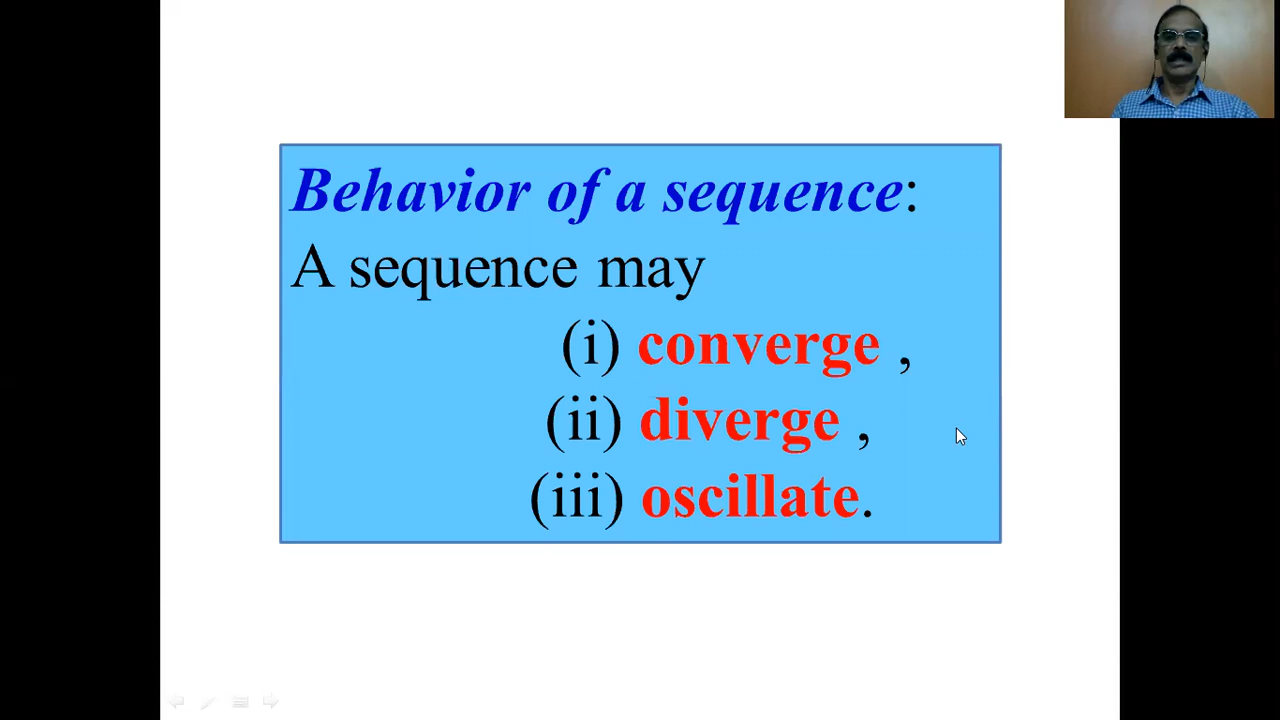 Behavior of a sequence:
A sequence may
(i) converge ,
(ii) diverge ,
(iii) oscillate.